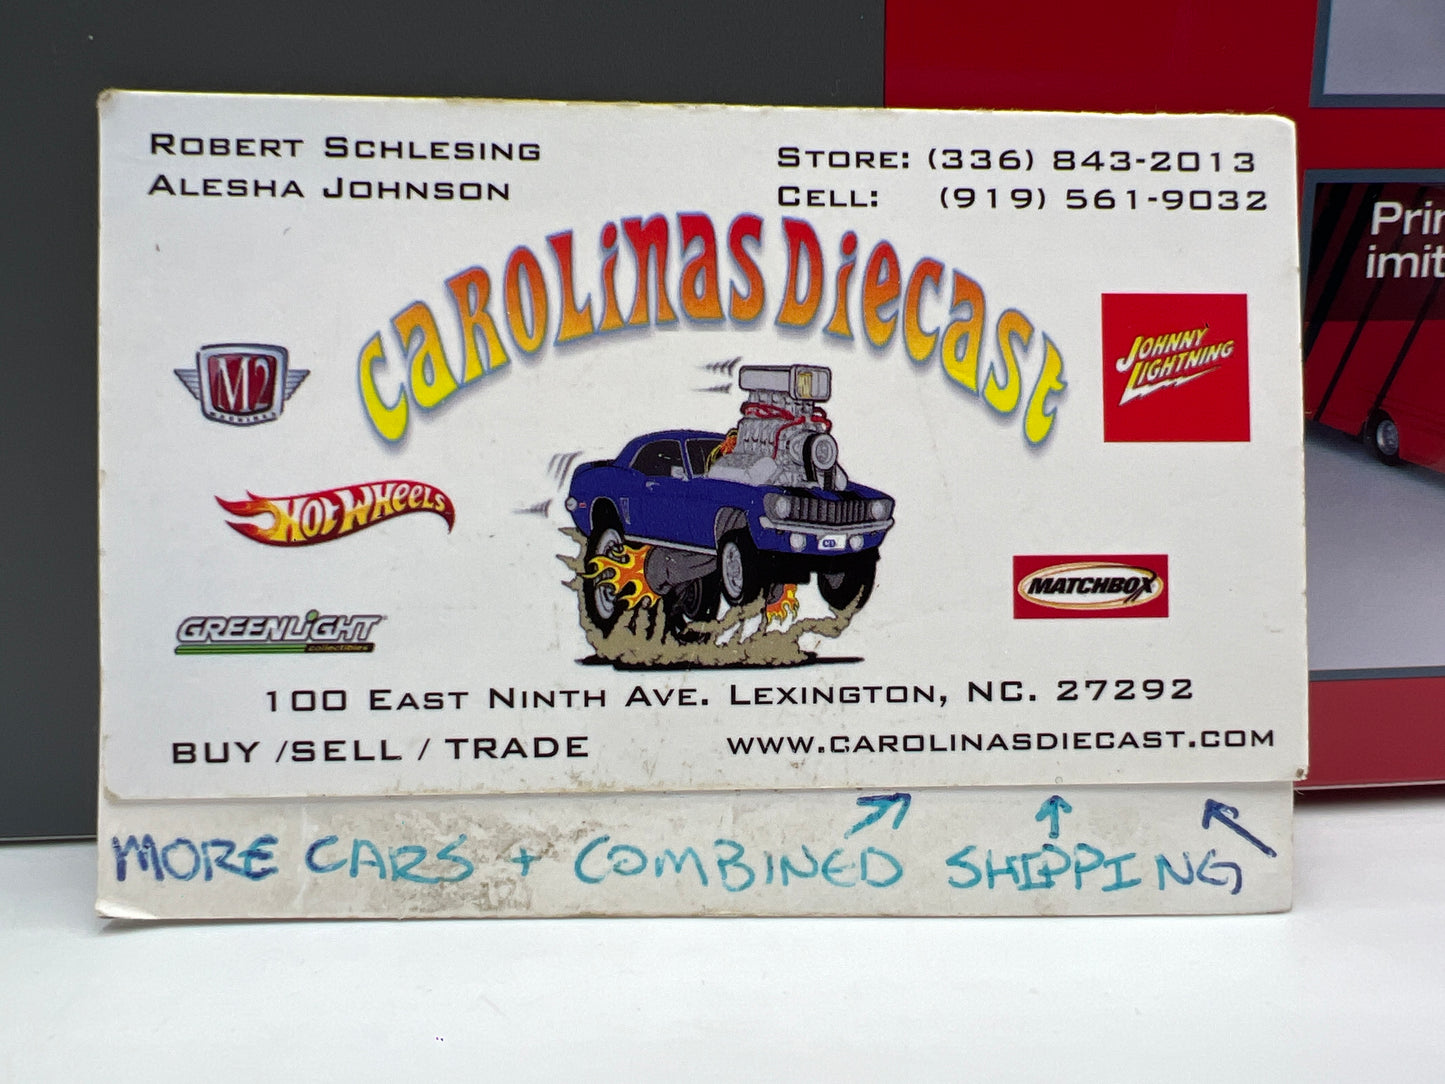 Robert Schlesing
Alesha Johnson
Store: (336) 843-2013
Cell: (919) 561-9032
Carolinas Diecast
M2
MACHINES
Johnny
Lightning
Hot Wheels
MATCHBOX
GREENLIGHT
collectibles
100 East Ninth Ave. Lexington, NC. 27292
BUY /SELL / TRADE
www.carolinasdiecast.com
MORE CARS + COMBINED SHIPPING